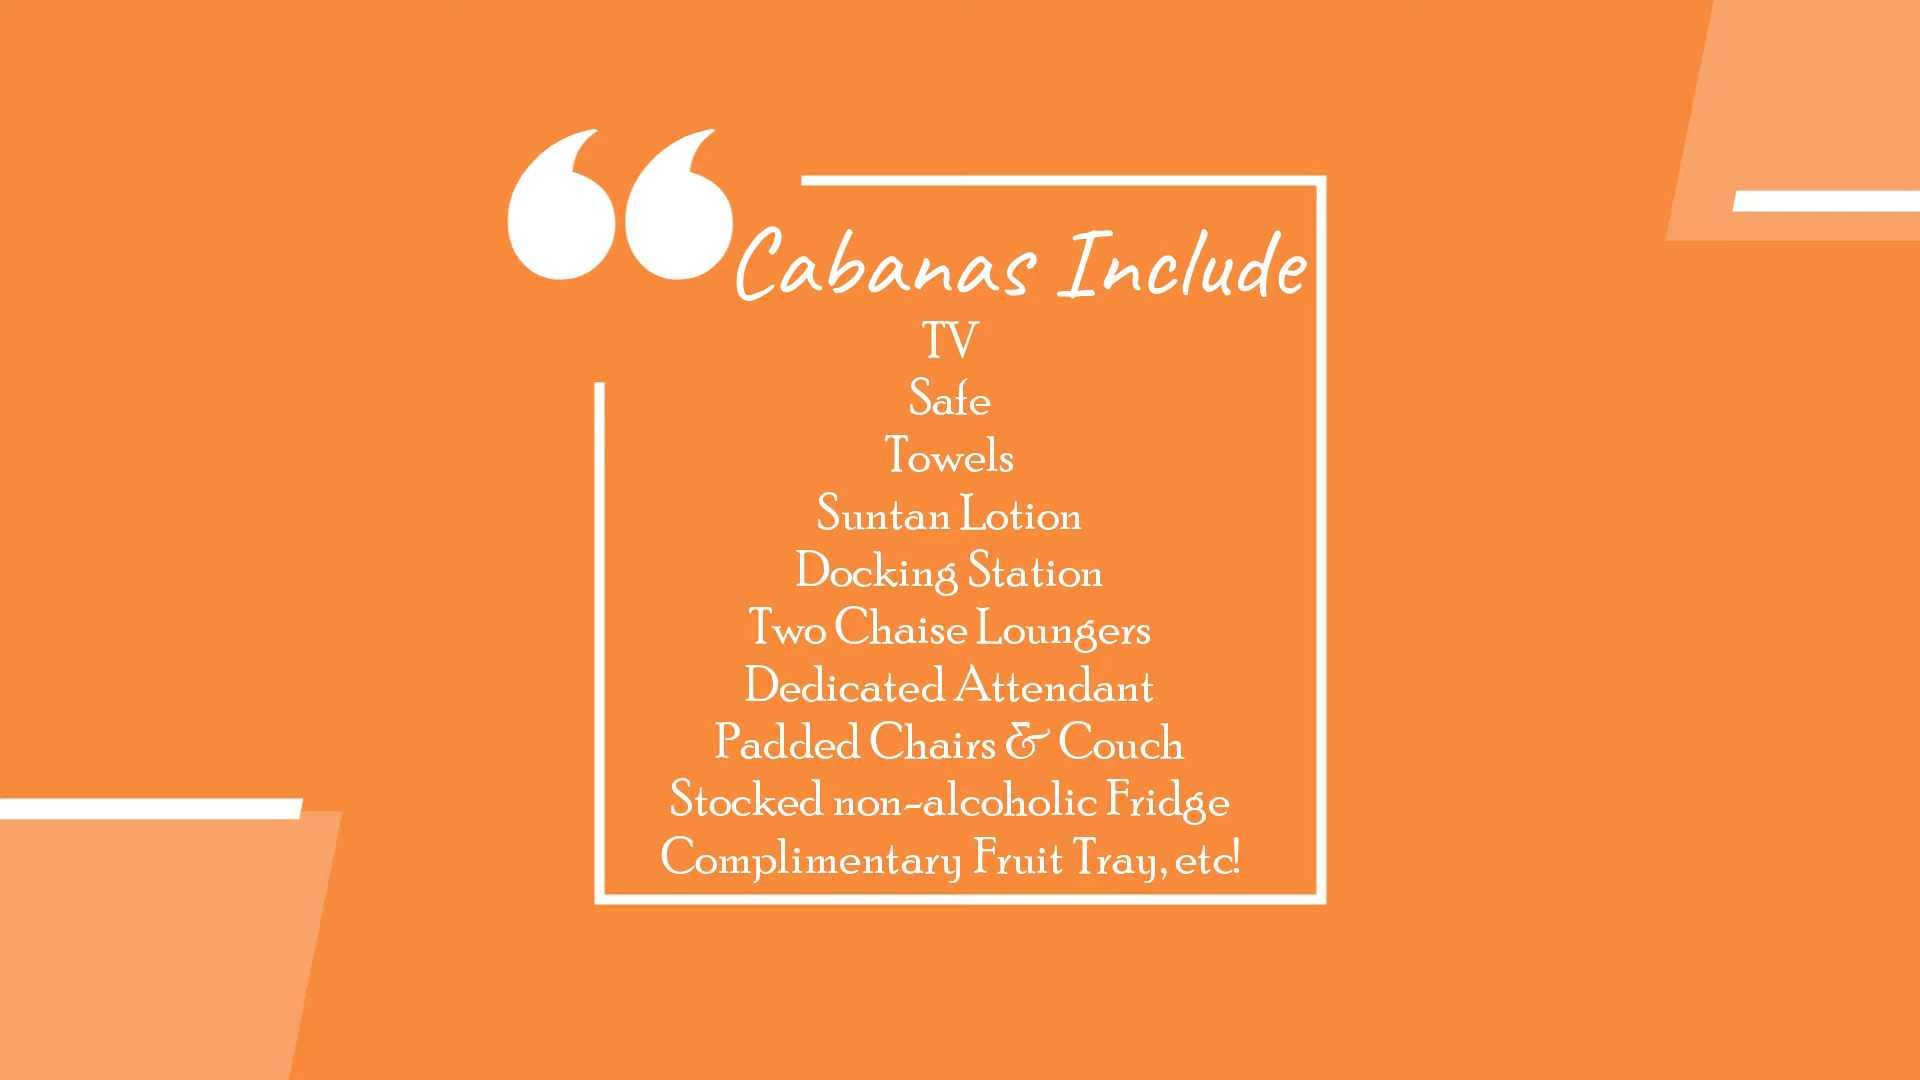 Cabanas Include
TV
Safe
Towels
Suntan Lotion
Docking Station
Two Chaise Loungers
Dedicated Attendant
Padded Chairs & Couch
Stocked non-alcoholic Fridge
Complimentary Fruit Tray, etc!